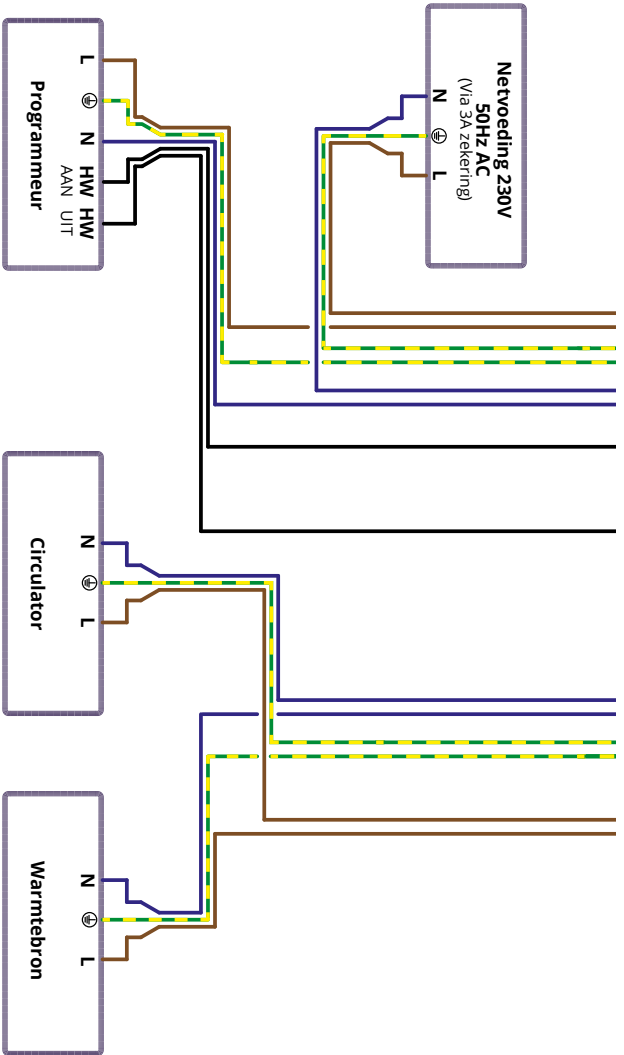 Netvoeding 230V
50Hz AC
(Via 3A zekering)
N L
L N HW HW
AAN UIT
Programmeur
N L
Circulator
N L
Warmtebron